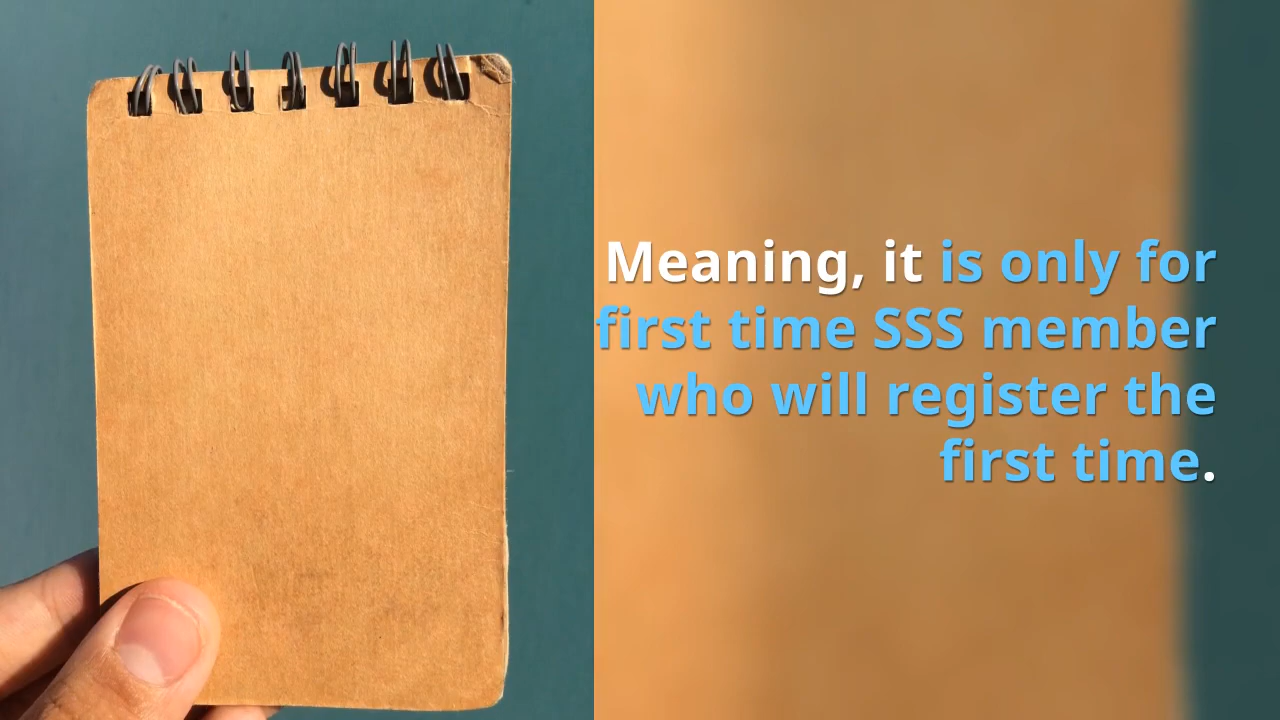 Meaning, it is only for
first time SSS member
who will register the
first time.